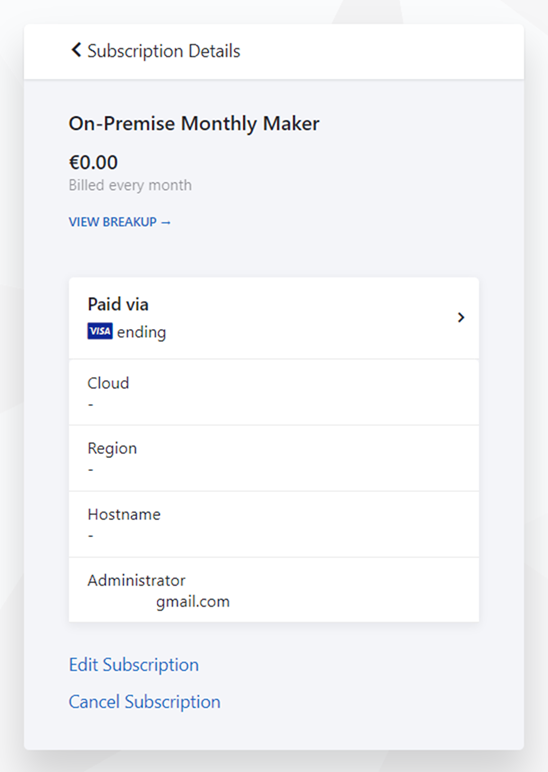 Subscription Details
On-Premise Monthly Maker
€0.00
Billed every month
VIEW BREAKUP →
Paid via
VISA ending
Cloud
-
Region
-
Hostname
-
Administrator
gmail.com
Edit Subscription
Cancel Subscription